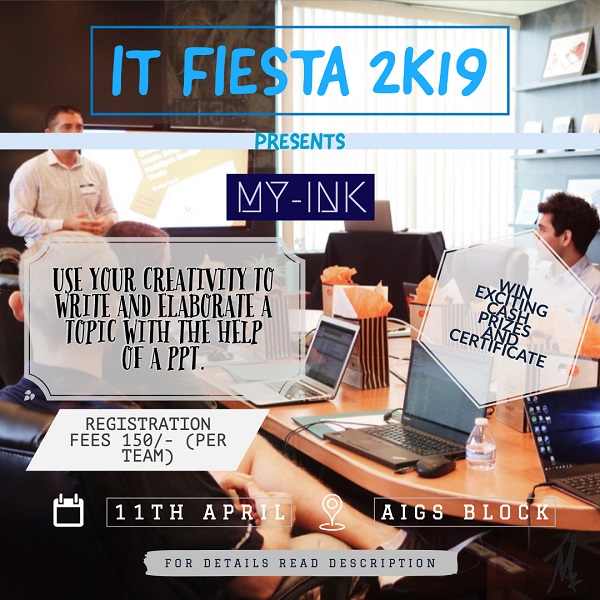 IT FIESTA 2K19
PRESENTS
MY-INK
USE YOUR CREATIVITY TO
WRITE AND ELABORATE A
TOPIC WITH THE HELP
OF A PPT.
WIN
EXCITING
CASH
PRIZES
AND
CERTIFICATE
REGISTRATION
FEES 150/- (PER
TEAM)
11TH APRIL
AIGS BLOCK
FOR DETAILS READ DESCRIPTION